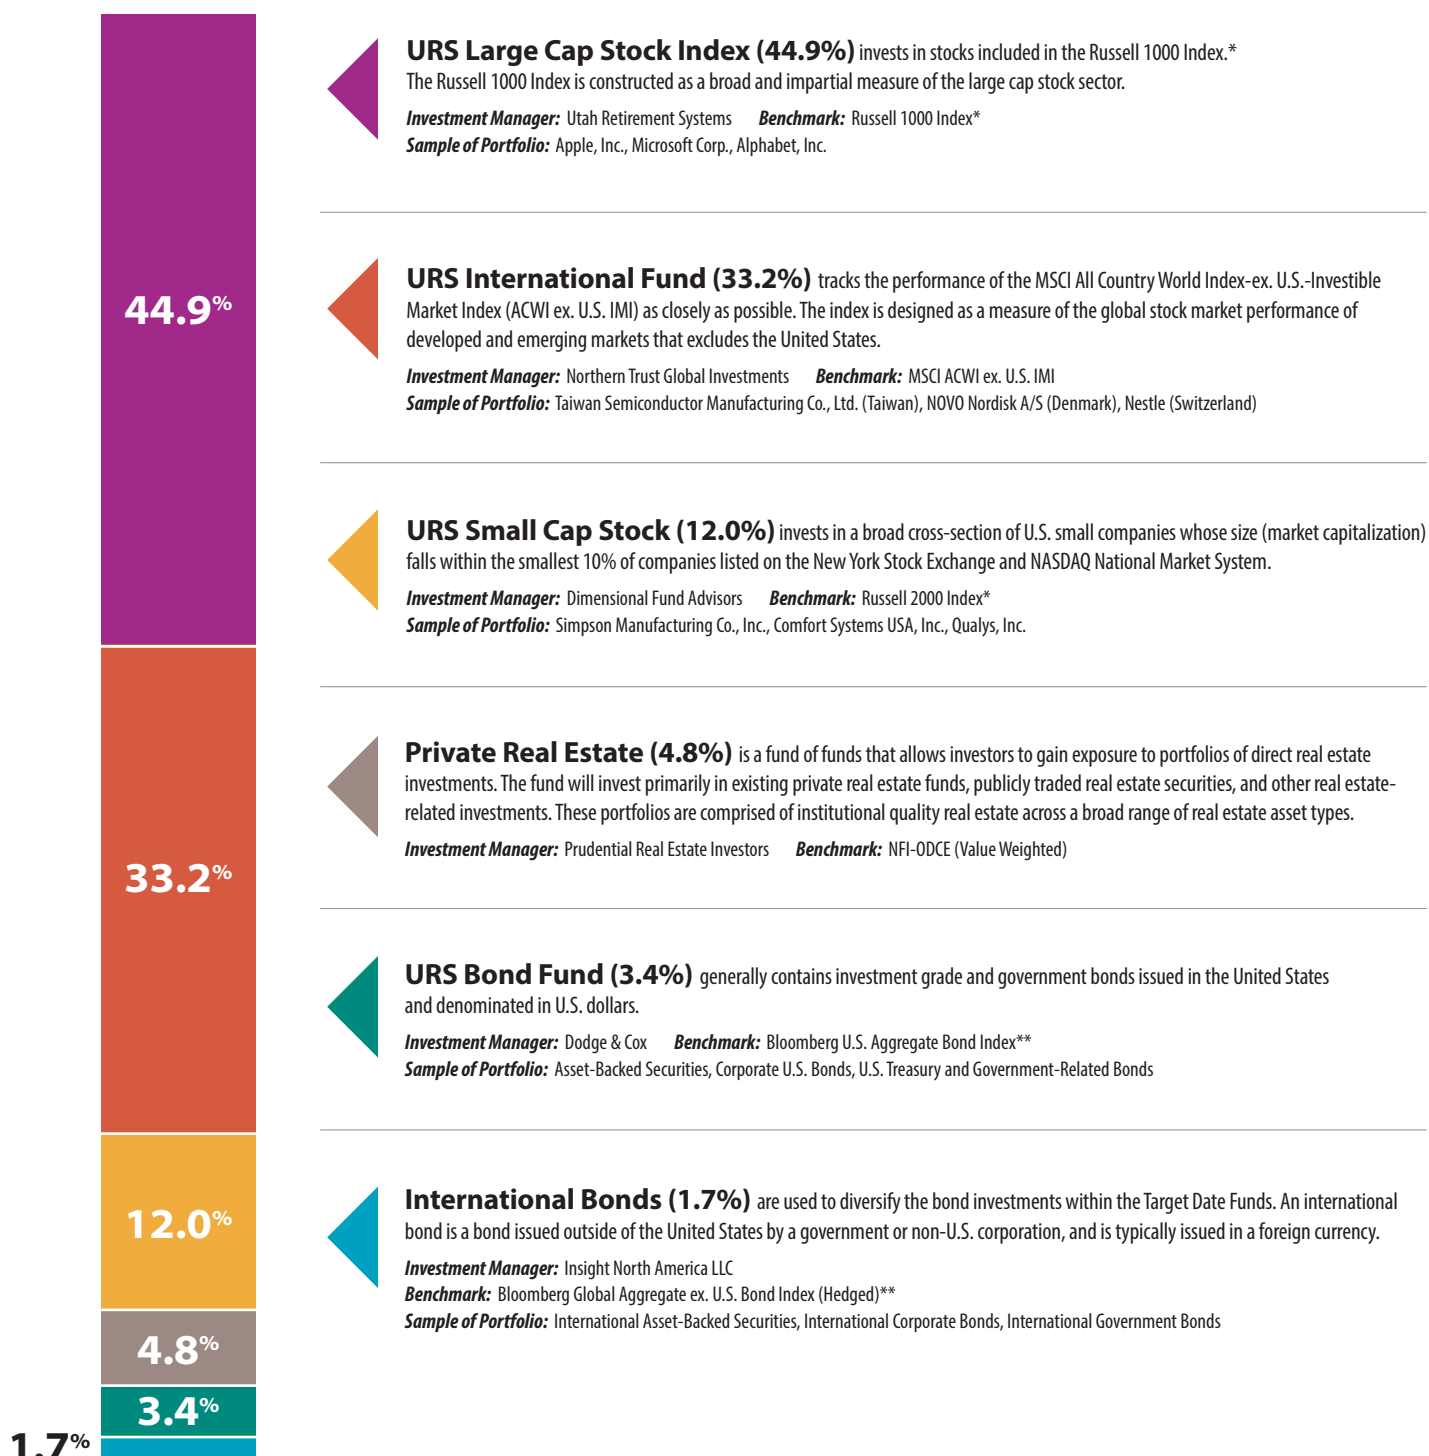 URS Large Cap Stock Index (44.9%) invests in stocks included in the Russell 1000 Index.*
The Russell 1000 Index is constructed as a broad and impartial measure of the large cap stock sector.
Investment Manager: Utah Retirement Systems Benchmark: Russell 1000 Index*
Sample of Portfolio: Apple, Inc., Microsoft Corp., Alphabet, Inc.
44.9%
URS International Fund (33.2%) tracks the performance of the MSCI All Country World Index-ex. U.S.-Investible
Market Index (ACWI ex. U.S. IMI) as closely as possible. The index is designed as a measure of the global stock market performance of
developed and emerging markets that excludes the United States.
Investment Manager: Northern Trust Global Investments Benchmark: MSCI ACWI ex. U.S. IMI
Sample of Portfolio: Taiwan Semiconductor Manufacturing Co., Ltd. (Taiwan), NOVO Nordisk A/S (Denmark), Nestle (Switzerland)
URS Small Cap Stock (12.0%) invests in a broad cross-section of U.S. small companies whose size (market capitalization)
falls within the smallest 10% of companies listed on the New York Stock Exchange and NASDAQ National Market System.
Investment Manager: Dimensional Fund Advisors Benchmark: Russell 2000 Index*
Sample of Portfolio: Simpson Manufacturing Co., Inc., Comfort Systems USA, Inc., Qualys, Inc.
Private Real Estate (4.8%) is a fund of funds that allows investors to gain exposure to portfolios of direct real estate
investments. The fund will invest primarily in existing private real estate funds, publicly traded real estate securities, and other real estate-
related investments. These portfolios are comprised of institutional quality real estate across a broad range of real estate asset types.
Investment Manager: Prudential Real Estate Investors Benchmark: NFI-ODCE (Value Weighted)
33.2%
URS Bond Fund (3.4%) generally contains investment grade and government bonds issued in the United States
and denominated in U.S. dollars.
Investment Manager: Dodge & Cox Benchmark: Bloomberg U.S. Aggregate Bond Index**
Sample of Portfolio: Asset-Backed Securities, Corporate U.S. Bonds, U.S. Treasury and Government-Related Bonds
International Bonds (1.7%) are used to diversify the bond investments within the Target Date Funds. An international
bond is a bond issued outside of the United States by a government or non-U.S. corporation, and is typically issued in a foreign currency.
Investment Manager: Insight North America LLC
Benchmark: Bloomberg Global Aggregate ex. U.S. Bond Index (Hedged)**
Sample of Portfolio: International Asset-Backed Securities, International Corporate Bonds, International Government Bonds
12.0%
4.8%
3.4%
1.7%